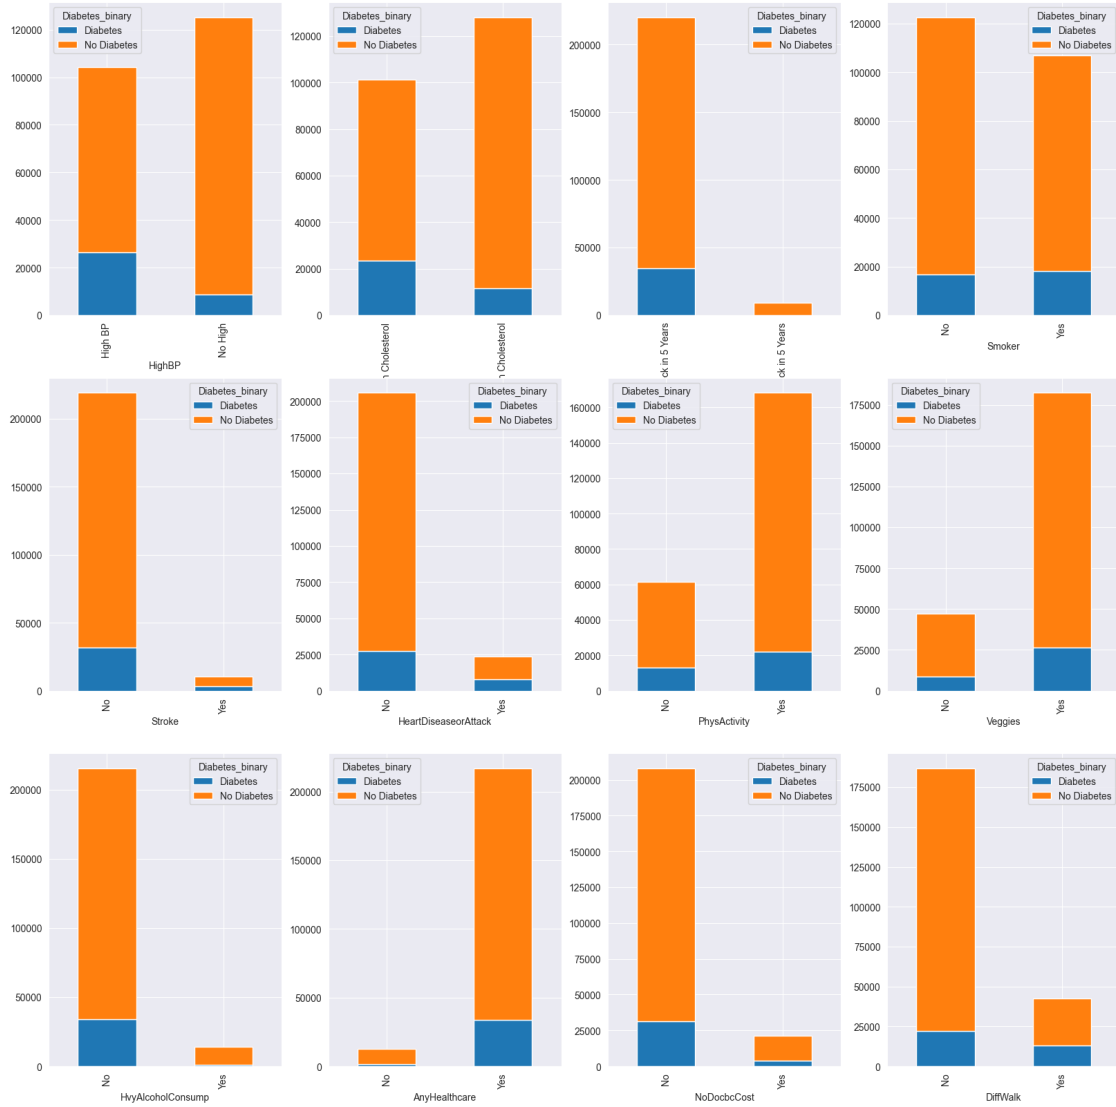 Diabetes_binary
Diabetes
No Diabetes
120000
100000
80000
60000
40000
20000
0
High BP
No High
HighBP
Diabetes_binary
Diabetes
No Diabetes
120000
100000
80000
60000
40000
20000
0
Cholesterol
Cholesterol
Diabetes_binary
Diabetes
No Diabetes
200000
150000
100000
50000
0
ck in 5 Years
ck in 5 Years
Diabetes_binary
Diabetes
No Diabetes
120000
100000
80000
60000
40000
20000
0
No
Yes
Smoker
Diabetes_binary
Diabetes
No Diabetes
200000
150000
100000
50000
0
No
Yes
Stroke
Diabetes_binary
Diabetes
No Diabetes
200000
175000
150000
125000
100000
75000
50000
25000
0
No
Yes
HeartDiseaseorAttack
Diabetes_binary
Diabetes
No Diabetes
160000
140000
120000
100000
80000
60000
40000
20000
0
No
Yes
PhysActivity
Diabetes_binary
Diabetes
No Diabetes
175000
150000
125000
100000
75000
50000
25000
0
No
Yes
Veggies
Diabetes_binary
Diabetes
No Diabetes
200000
150000
100000
50000
0
No
Yes
HvyAlcoholConsump
Diabetes_binary
Diabetes
No Diabetes
200000
150000
100000
50000
0
No
Yes
AnyHealthcare
Diabetes_binary
Diabetes
No Diabetes
200000
175000
150000
125000
100000
75000
50000
25000
0
No
Yes
NoDocbcCost
Diabetes_binary
Diabetes
No Diabetes
175000
150000
125000
100000
75000
50000
25000
0
No
Yes
DiffWalk